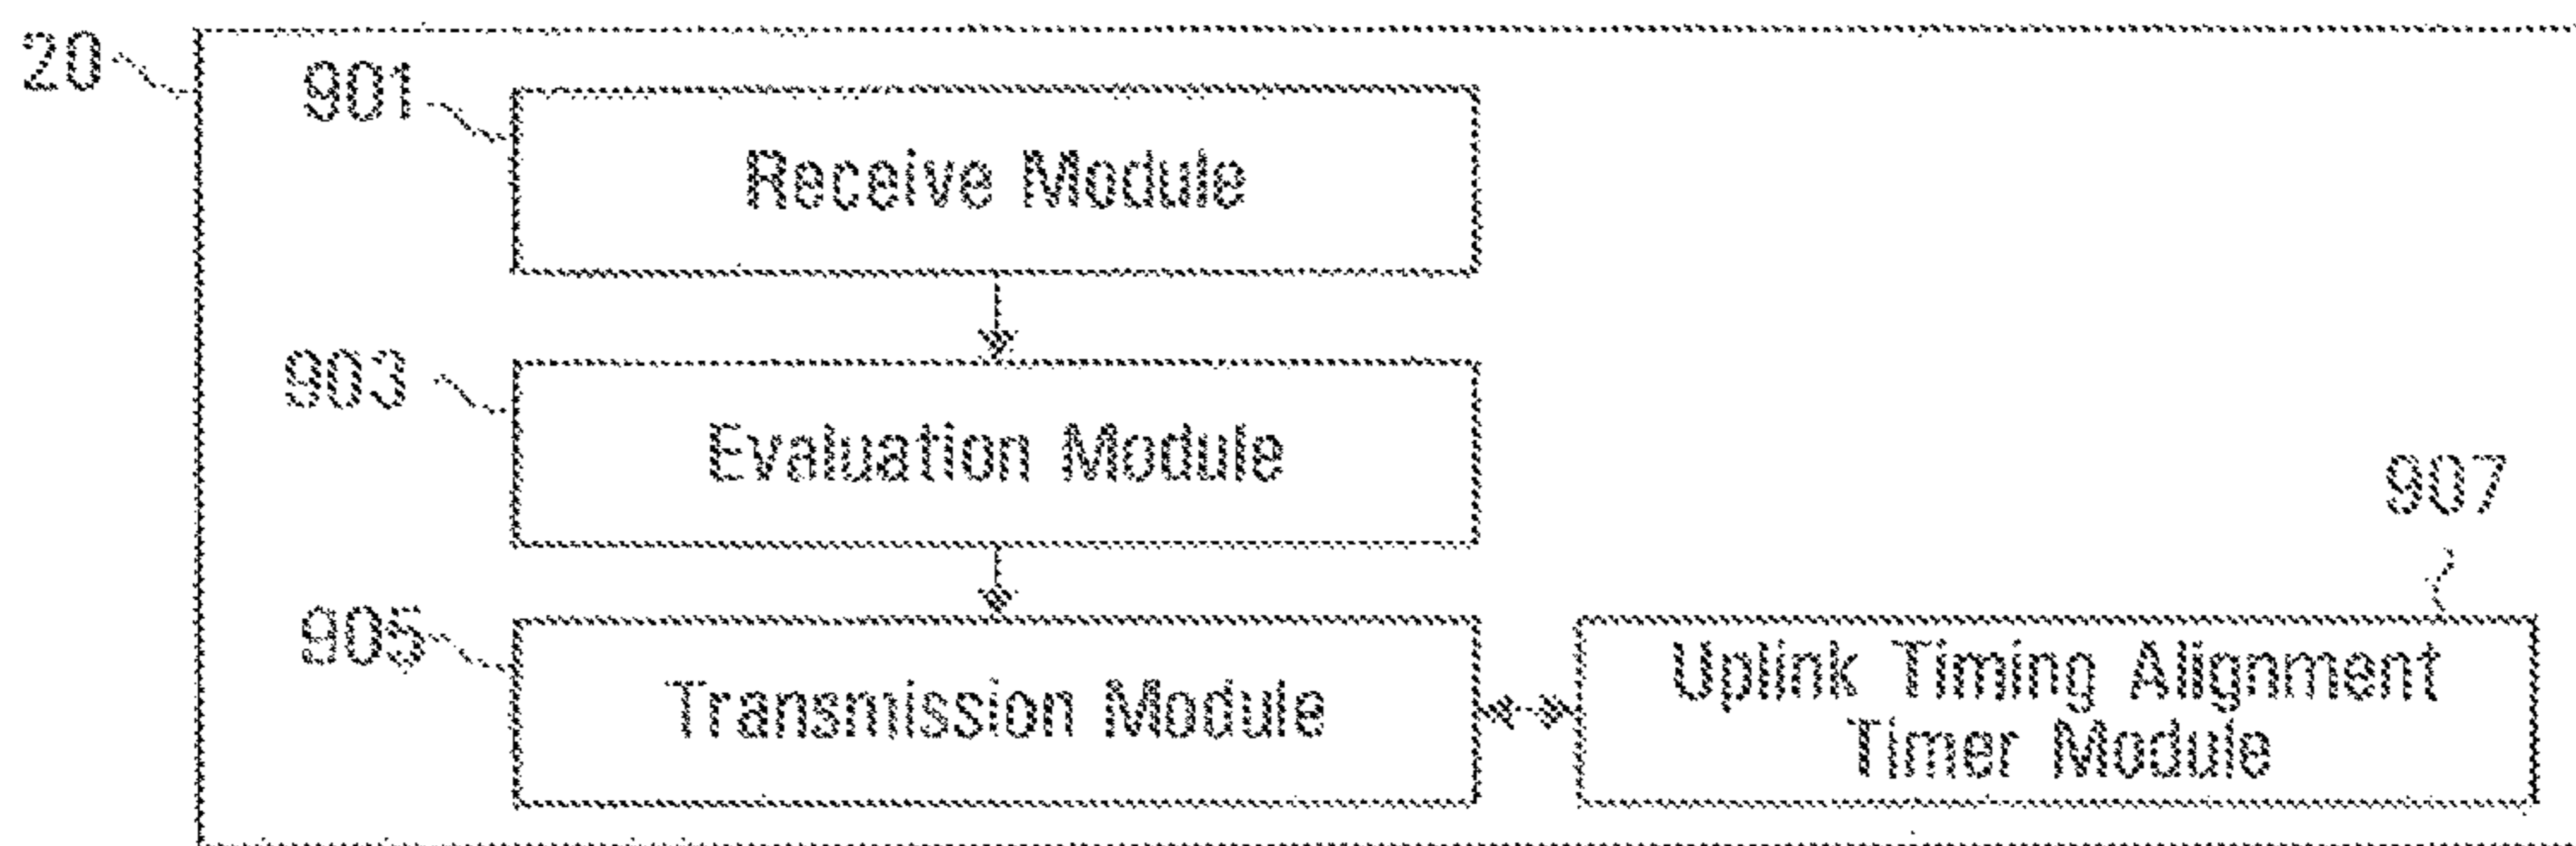 20
901
Receive Module
903
Evaluation Module
907
905
Transmission Module
Uplink Timing Alignment
Timer Module